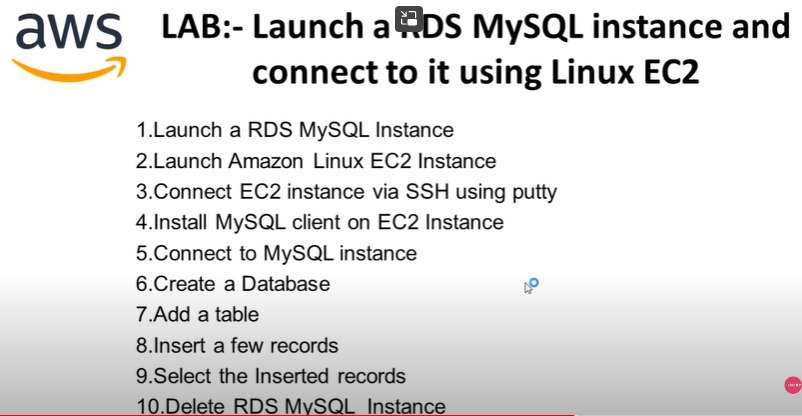 aws
LAB:- Launch a RDS MySQL instance and
connect to it using Linux EC2
1.Launch a RDS MySQL Instance
2.Launch Amazon Linux EC2 Instance
3.Connect EC2 instance via SSH using putty
4.Install MySQL client on EC2 Instance
5.Connect to MySQL instance
6.Create a Database
7.Add a table
8.Insert a few records
9.Select the Inserted records
10.Delete RDS MySQL Instance